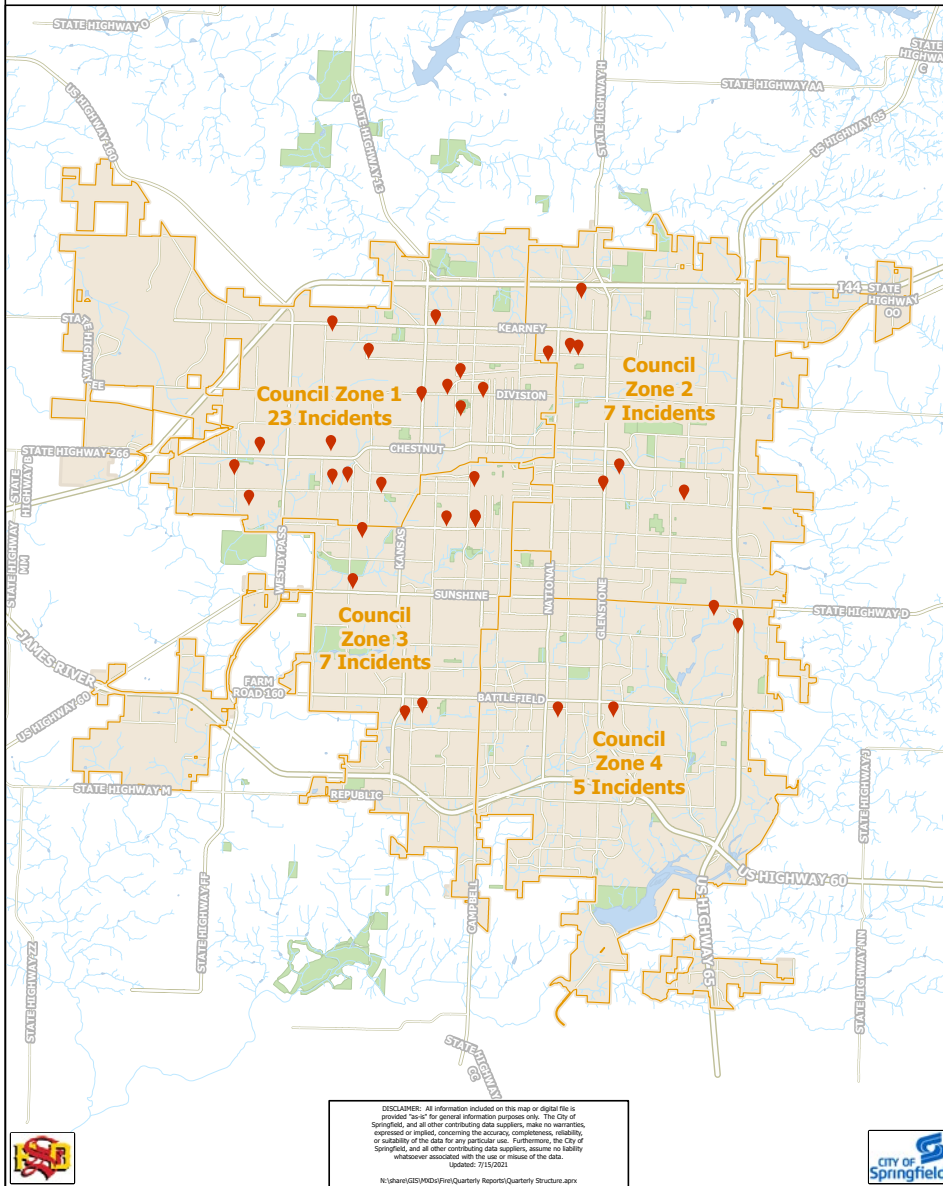 STATE HIGHWAY O
STATE
HIGHWAY
C
STATE HIGHWAY H
STATE HIGHWAY AA
US HIGHWAY 160
STATE HIGHWAY 13
US HIGHWAY 65
I 44
STATE
HIGHWAY
OO
KEARNEY
STATE HIGHWAY EE
Council
Zone 2
7 Incidents
Council Zone 1
23 Incidents
DIVISION
CHESTNUT
STATE HIGHWAY 266
STATE
HIGHWAY B
STATE HIGHWAY
MM
WEST BYPASS
KANSAS
NATIONAL
GLENSTONE
SUNSHINE
STATE HIGHWAY D
Council
Zone 3
7 Incidents
JAMES RIVER
FARM
ROAD 160
US HIGHWAY 60
BATTLEFIELD
Council
Zone 4
5 Incidents
STATE HIGHWAY J
STATE HIGHWAY M
REPUBLIC
US HIGHWAY 60
CAMPBELL
US HIGHWAY 65
STATE HIGHWAY FF
STATE HIGHWAY ZZ
STATE HIGHWAY NN
STATE HIGHWAY
CC
DISCLAIMER: All information included on this map or digital file is
provided "as-is" for general information purposes only. The City of
Springfield, and all other contributing data suppliers, make no warranties,
expressed or implied, concerning the accuracy, completeness, reliability,
or suitability of the data for any particular use. Furthermore, the City of
Springfield, and all other contributing data suppliers, assume no liability
whatsoever associated with the use or misuse of the data.
Updated: 7/15/2021
N:\share\GIS\MXDs\Fire\Quarterly Reports\Quarterly Structure.aprx
CITY OF
Springfield